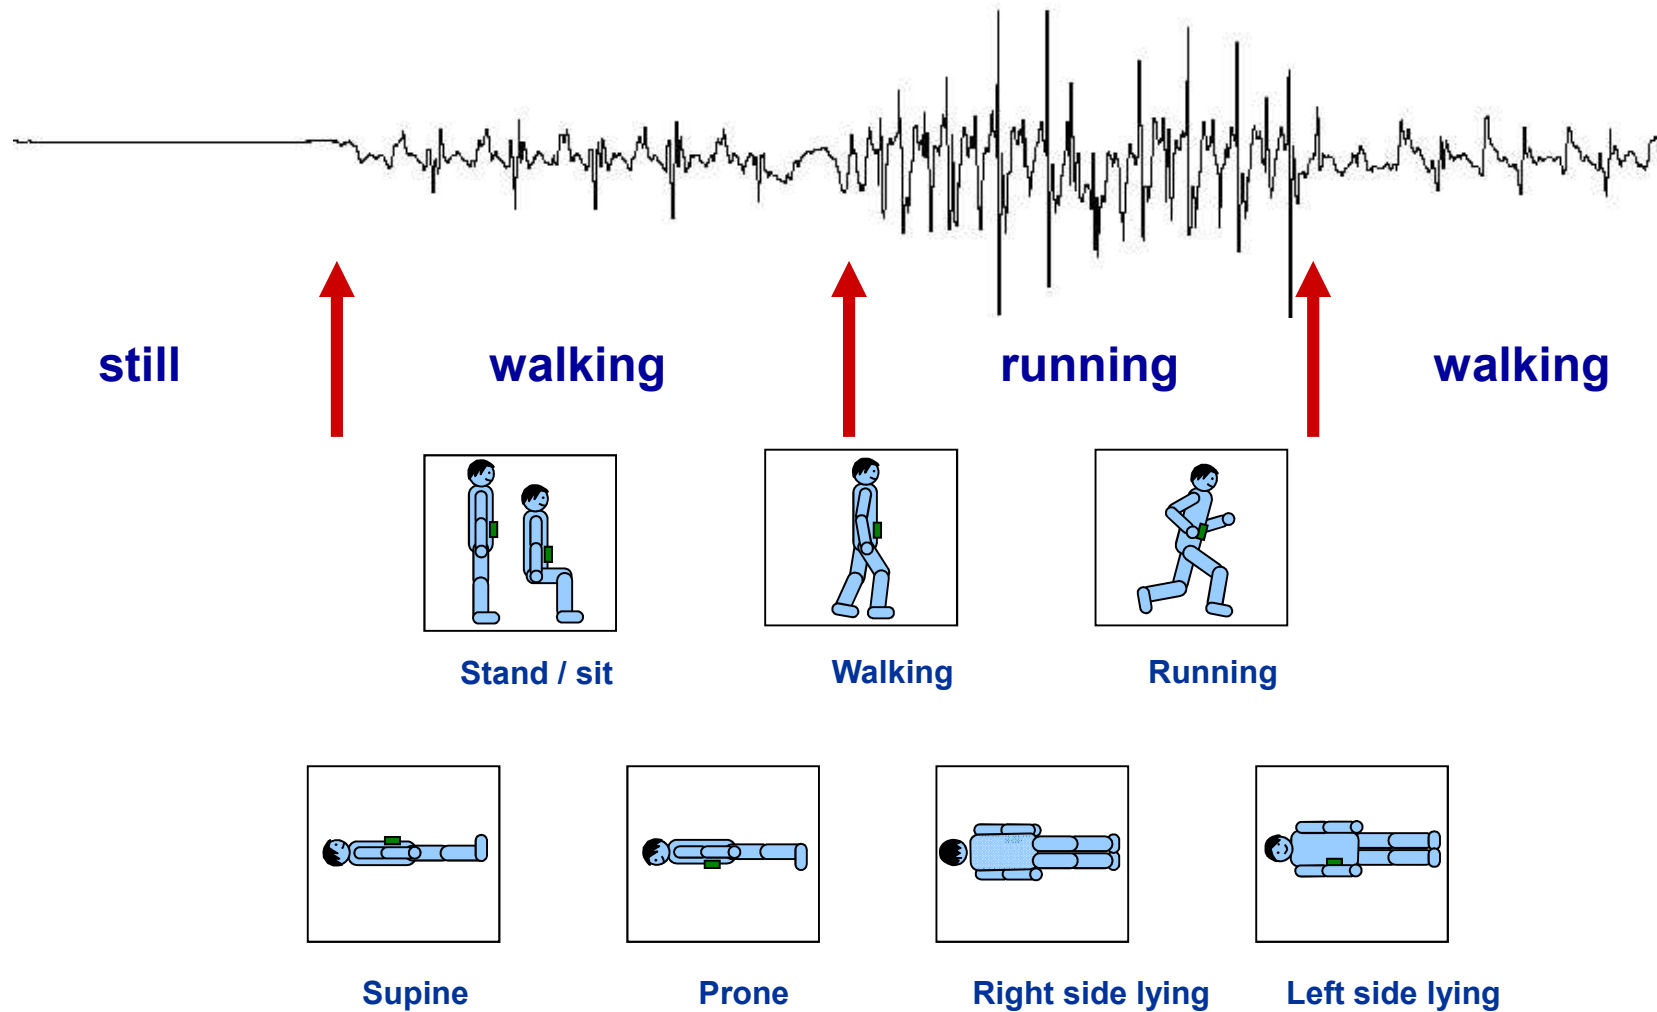 still walking running walking
Stand / sit Walking Running
Supine Prone Right side lying Left side lying